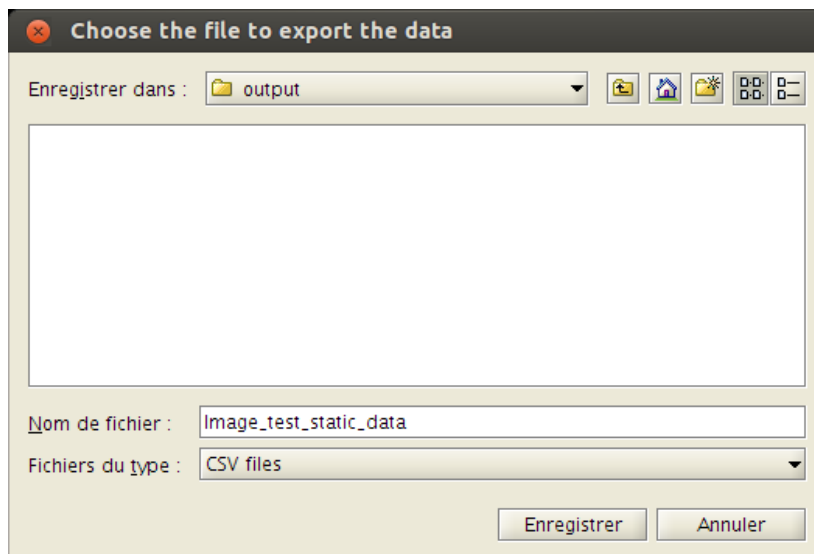 Choose the file to export the data
Enregistrer dans : output
Nom de fichier : Image_test_static_data
Fichiers du type : CSV files
Enregistrer Annuler